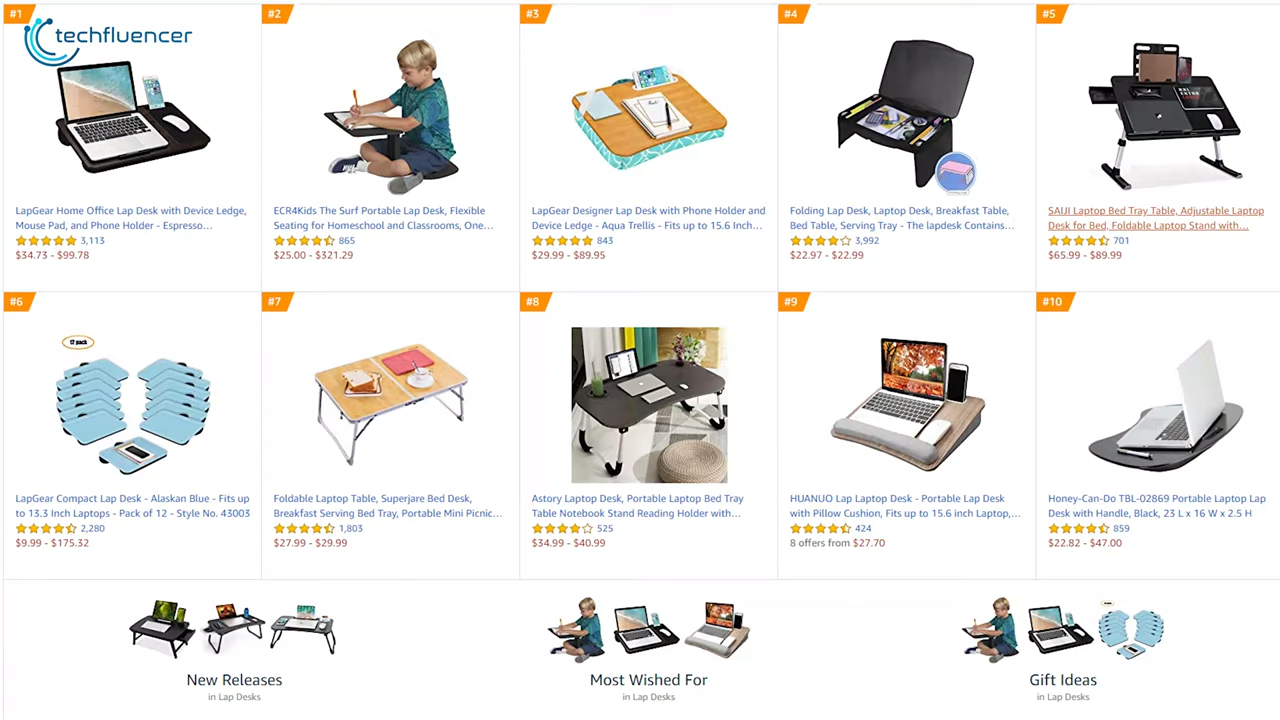 #1
techfluencer
LapGear Home Office Lap Desk with Device Ledge,
Mouse Pad, and Phone Holder - Espresso...
3,113
$34.73 - $99.78
#2
ECR4Kids The Surf Portable Lap Desk, Flexible
Seating for Homeschool and Classrooms, One...
865
$25.00 - $321.29
#3
LapGear Designer Lap Desk with Phone Holder and
Device Ledge - Aqua Trellis - Fits up to 15.6 Inch...
843
$29.99 - $89.95
#4
Folding Lap Desk, Laptop Desk, Breakfast Table,
Bed Table, Serving Tray - The lapdesk Contains...
3,992
$22.97 - $22.99
#5
SAIJI Laptop Bed Tray Table, Adjustable Laptop
Desk for Bed, Foldable Laptop Stand with...
701
$65.99 - $89.99
#6
12 pack
LapGear Compact Lap Desk - Alaskan Blue - Fits up
to 13.3 Inch Laptops - Pack of 12 - Style No. 43003
2,280
$9.99 - $175.32
#7
Foldable Laptop Table, Superjare Bed Desk,
Breakfast Serving Bed Tray, Portable Mini Picnic...
1,803
$27.99 - $29.99
#8
Astory Laptop Desk, Portable Laptop Bed Tray
Table Notebook Stand Reading Holder with...
525
$34.99 - $40.99
#9
HUANUO Lap Laptop Desk - Portable Lap Desk
with Pillow Cushion, Fits up to 15.6 inch Laptop,...
424
8 offers from $27.70
#10
Honey-Can-Do TBL-02869 Portable Laptop Lap
Desk with Handle, Black, 23 L x 16 W x 2.5 H
859
$22.82 - $47.00
New Releases
in Lap Desks
Most Wished For
in Lap Desks
Gift Ideas
in Lap Desks